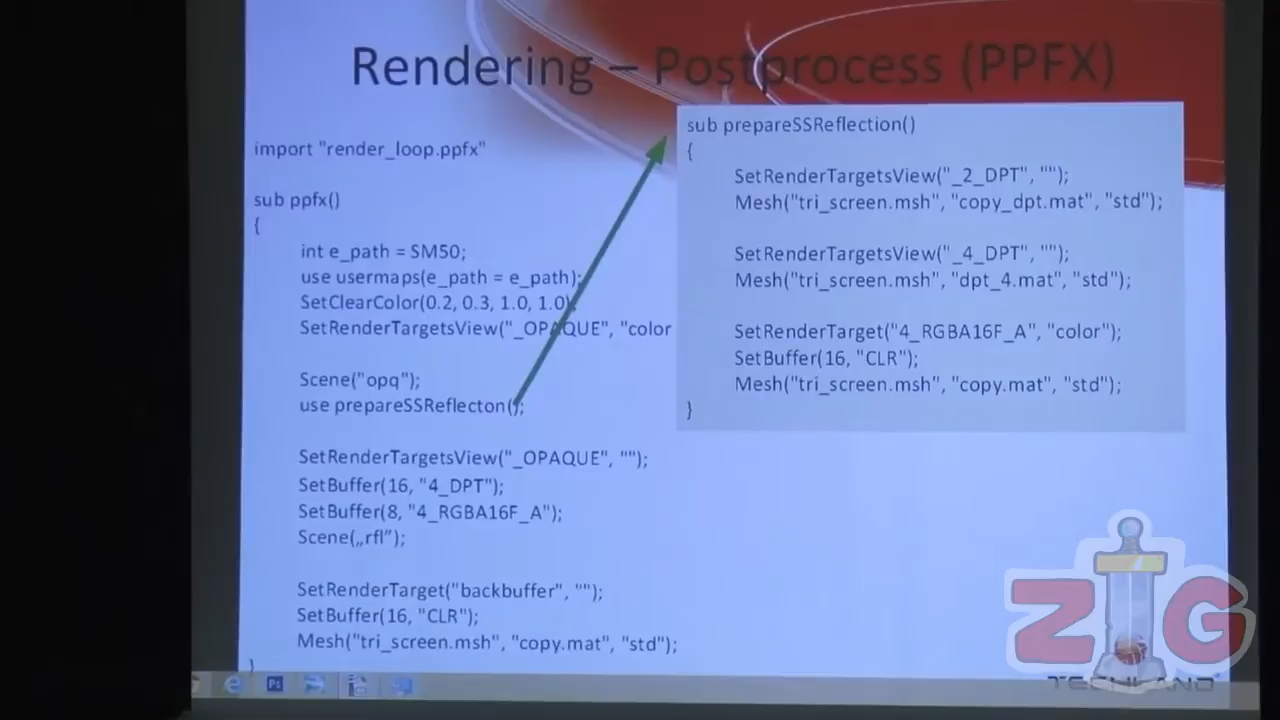 Rendering – Postprocess (PPFX)
import "render_loop.ppfx"
sub ppfx()
{
int e_path = SM50;
use usermaps(e_path = e_path);
SetClearColor(0.2, 0.3, 1.0, 1.0);
SetRenderTargetsView("_OPAQUE", "color
Scene("opq");
use prepareSSReflecton();
SetRenderTargetsView("_OPAQUE", "");
SetBuffer(16, "4_DPT");
SetBuffer(8, "4_RGBA16F_A");
Scene(„rfl");
SetRenderTarget("backbuffer", "");
SetBuffer(16, "CLR");
Mesh("tri_screen.msh", "copy.mat", "std");
}
sub prepareSSReflection()
{
SetRenderTargetsView("_2_DPT", "");
Mesh("tri_screen.msh", "copy_dpt.mat", "std");
SetRenderTargetsView("_4_DPT", "");
Mesh("tri_screen.msh", "dpt_4.mat", "std");
SetRenderTarget("4_RGBA16F_A", "color");
SetBuffer(16, "CLR");
Mesh("tri_screen.msh", "copy.mat", "std");
}
ZIG
TECHLAND
Ps